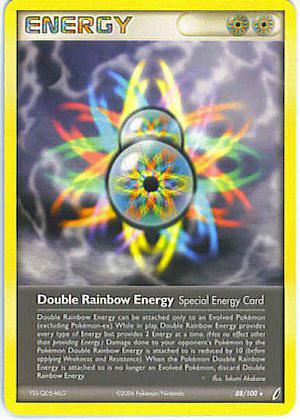 ENERGY
Double Rainbow Energy Special Energy Card
Double Rainbow Energy can be attached only to an Evolved Pokémon
(excluding Pokémon-ex). While in play, Double Rainbow Energy provides
every type of Energy but provides 2 Energy at a time. (Has no effect other
than providing Energy.) Damage done to your opponent's Pokémon by the
Pokémon Double Rainbow Energy is attached to is reduced by 10 (before
applying Weakness and Resistance). When the Pokémon Double Rainbow
Energy is attached to is no longer an Evolved Pokémon, discard Double
Rainbow Energy.
Illus. Takumi Akabane
©2006 Pokémon/Nintendo.
88/100